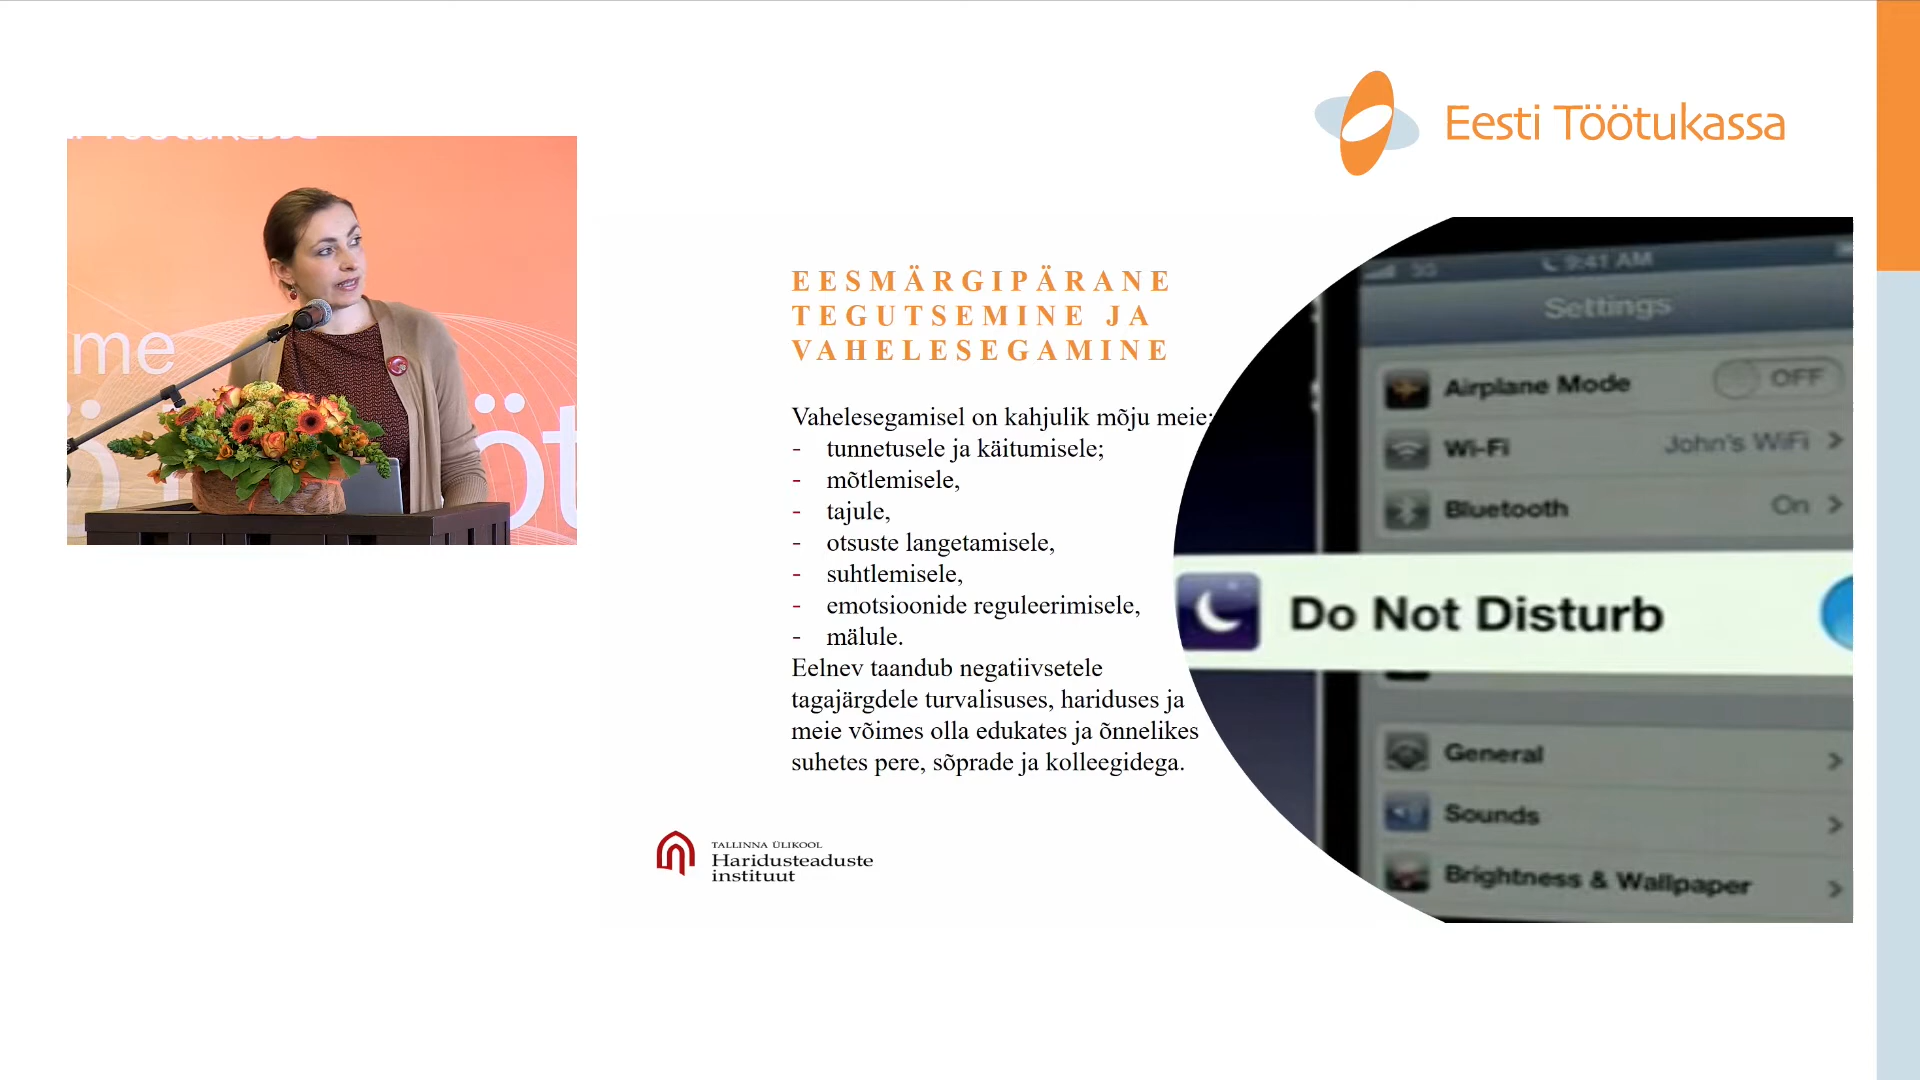 Eesti Töötukassa
me
EESMÄRGIPÄRANE
TEGUTSEMINE JA
VAHELESEGAMINE
Vahelesegamisel on kahjulik mõju meie:
- tunnetusele ja käitumisele;
- mõtlemisele,
- tajule,
- otsuste langetamisele,
- suhtlemisele,
- emotsioonide reguleerimisele,
- mälule.
Eelnev taandub negatiivsetele
tagajärgdele turvalisuses, hariduses ja
meie võimes olla edukates ja õnnelikes
suhetes pere, sõprade ja kolleegidega.
TALLINNA ÜLIKOOL
Haridusteaduste
instituut
3G 9:41 AM
Settings
Airplane Mode OFF
Wi-Fi John's WiFi
Bluetooth On
Do Not Disturb
General
Sounds
Brightness & Wallpaper